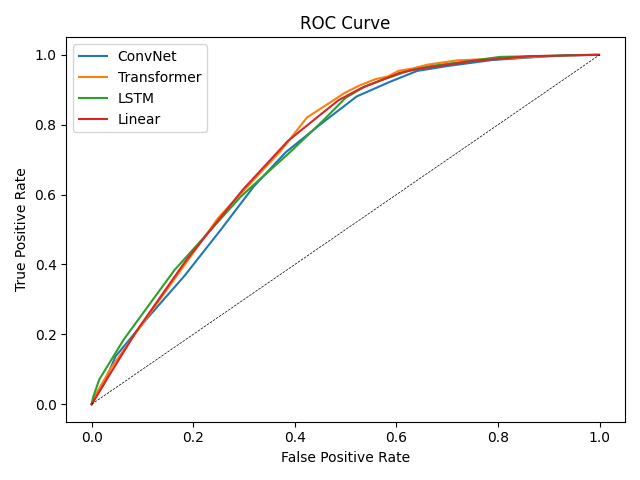 ROC Curve
ConvNet
Transformer
LSTM
Linear
True Positive Rate
1.0
0.8
0.6
0.4
0.2
0.0
0.0 0.2 0.4 0.6 0.8 1.0
False Positive Rate